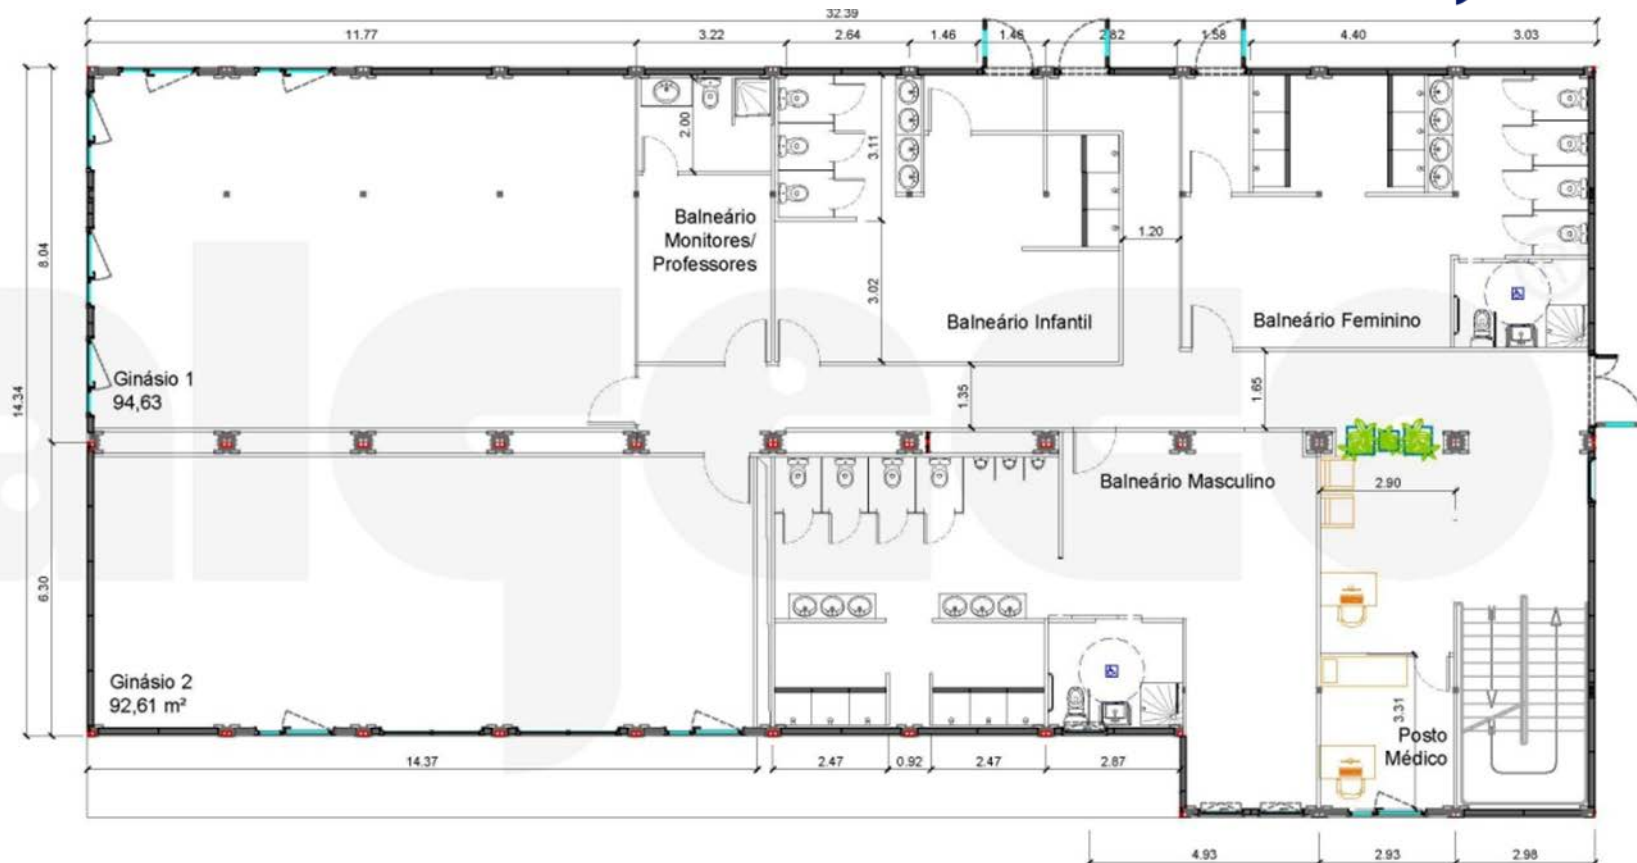 32.39
11.77 3.22 2.64 1.46 1.46 2.82 1.58 4.40 3.03
2.00
3.11
Balneário
Monitores/
Professores
1.20
8.04
3.02
Balneário Infantil
Balneário Feminino
Ginásio 1
94,63
14.34
1.35
1.65
Balneário Masculino
2.90
6.30
Ginásio 2
92,61 m²
3.31
Posto
Médico
14.37 2.47 0.92 2.47 2.87
4.93 2.93 2.98
algeco
®